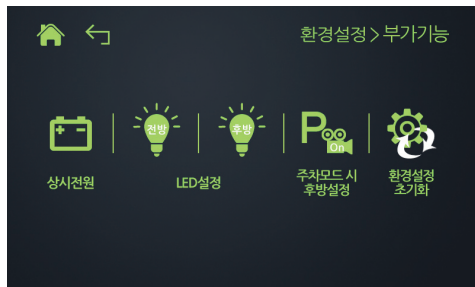 환경설정>부가기능
전방
후방
P
On
상시전원
LED설정
주차모드 시
후방설정
환경설정
초기화